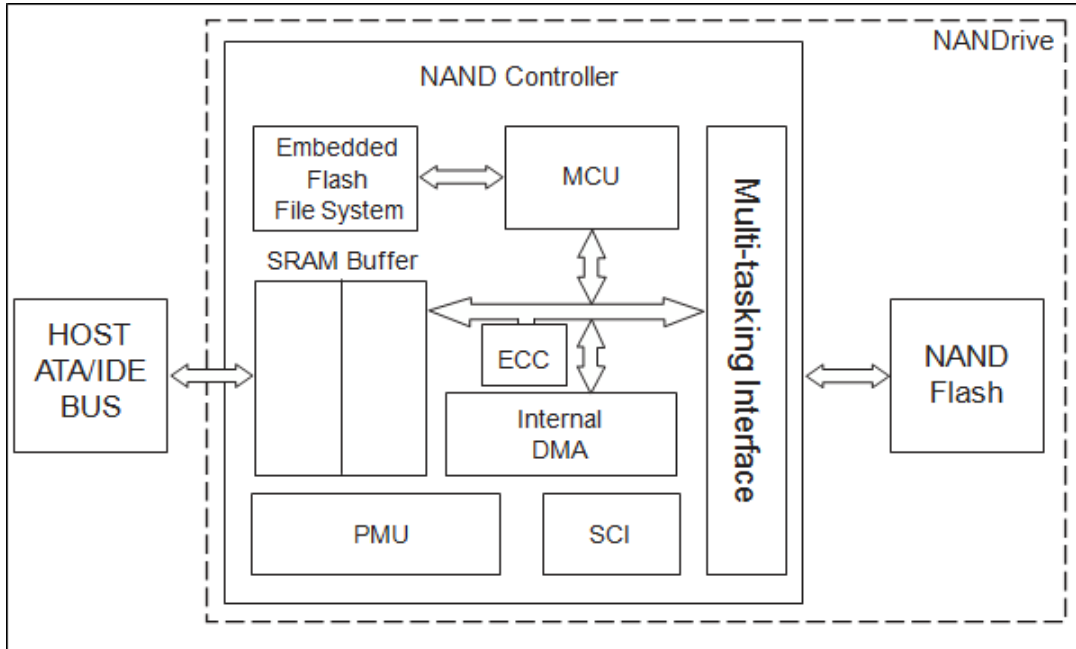 NANDrive
NAND Controller
Embedded
Flash
File System
MCU
Multi-tasking Interface
SRAM Buffer
HOST
ATA/IDE
BUS
ECC
NAND
Flash
Internal
DMA
PMU
SCI